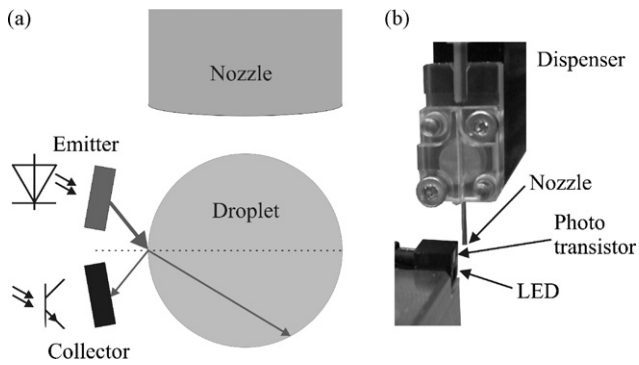 (a)
Nozzle
Emitter
Droplet
Collector
(b)
Dispenser
Nozzle
Photo
transistor
LED